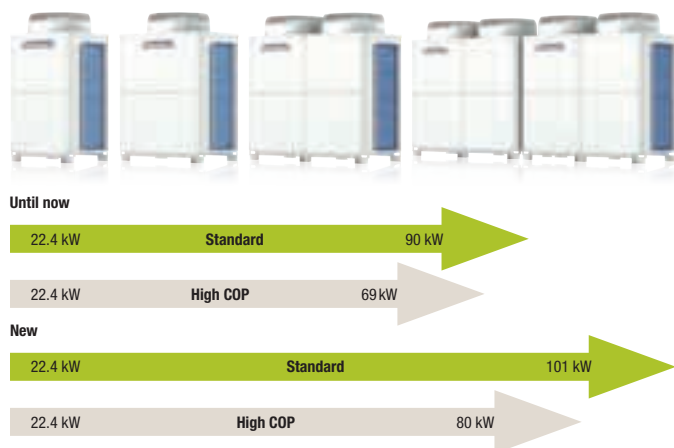 Until now
22.4 kW Standard 90 kW
22.4 kW High COP 69 kW
New
22.4 kW Standard 101 kW
22.4 kW High COP 80 kW